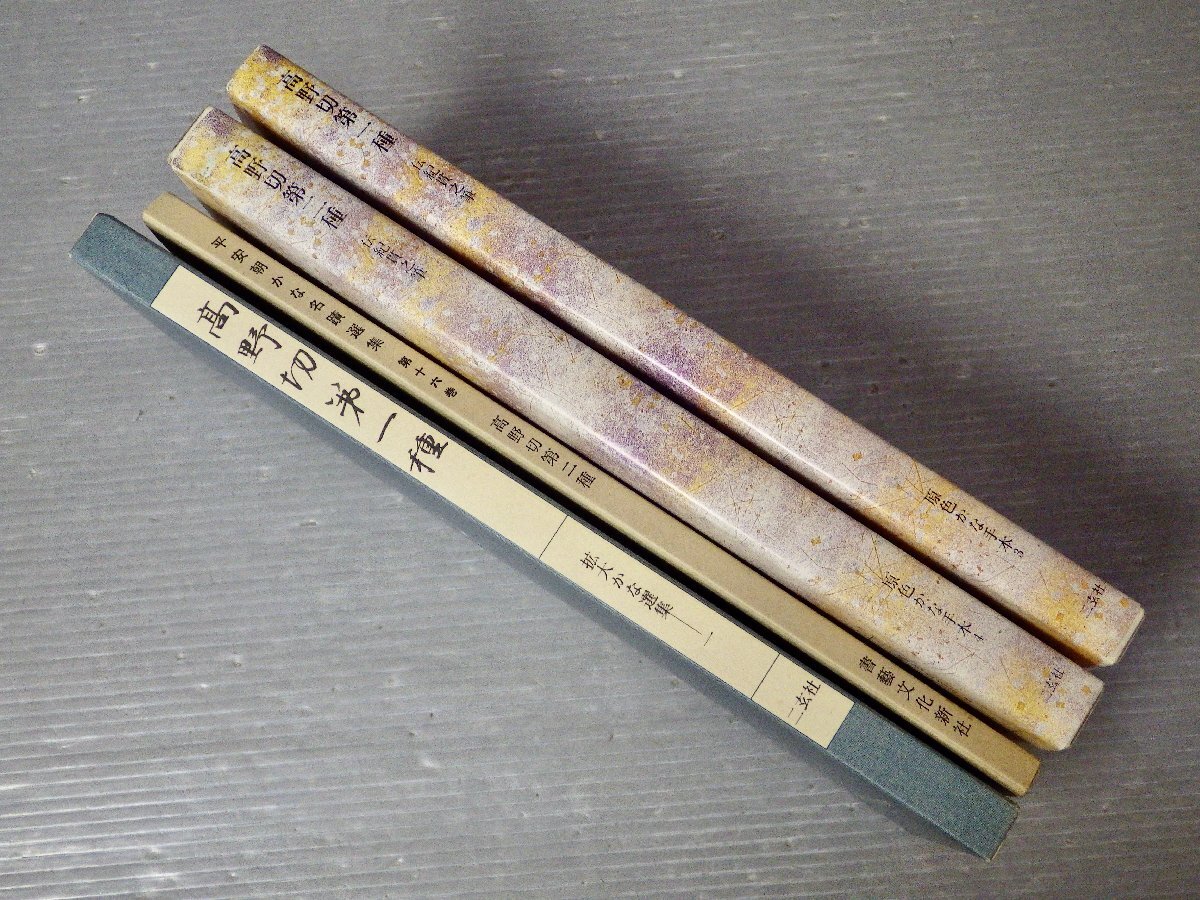 高野切第一種 伝紀貫之筆 原色かな手本3 二玄社
高野切第二種 伝紀貫之筆 原色かな手本4 二玄社
平安朝かな名蹟選集 第十六巻 高野切第二種 書藝文化新社
高野切第一種 拡大かな選集一 二玄社